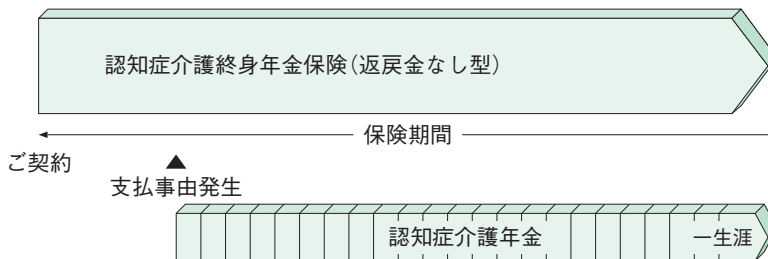 認知症介護終身年金保険(返戻金なし型)
保険期間
ご契約
支払事由発生
認知症介護年金
一生涯